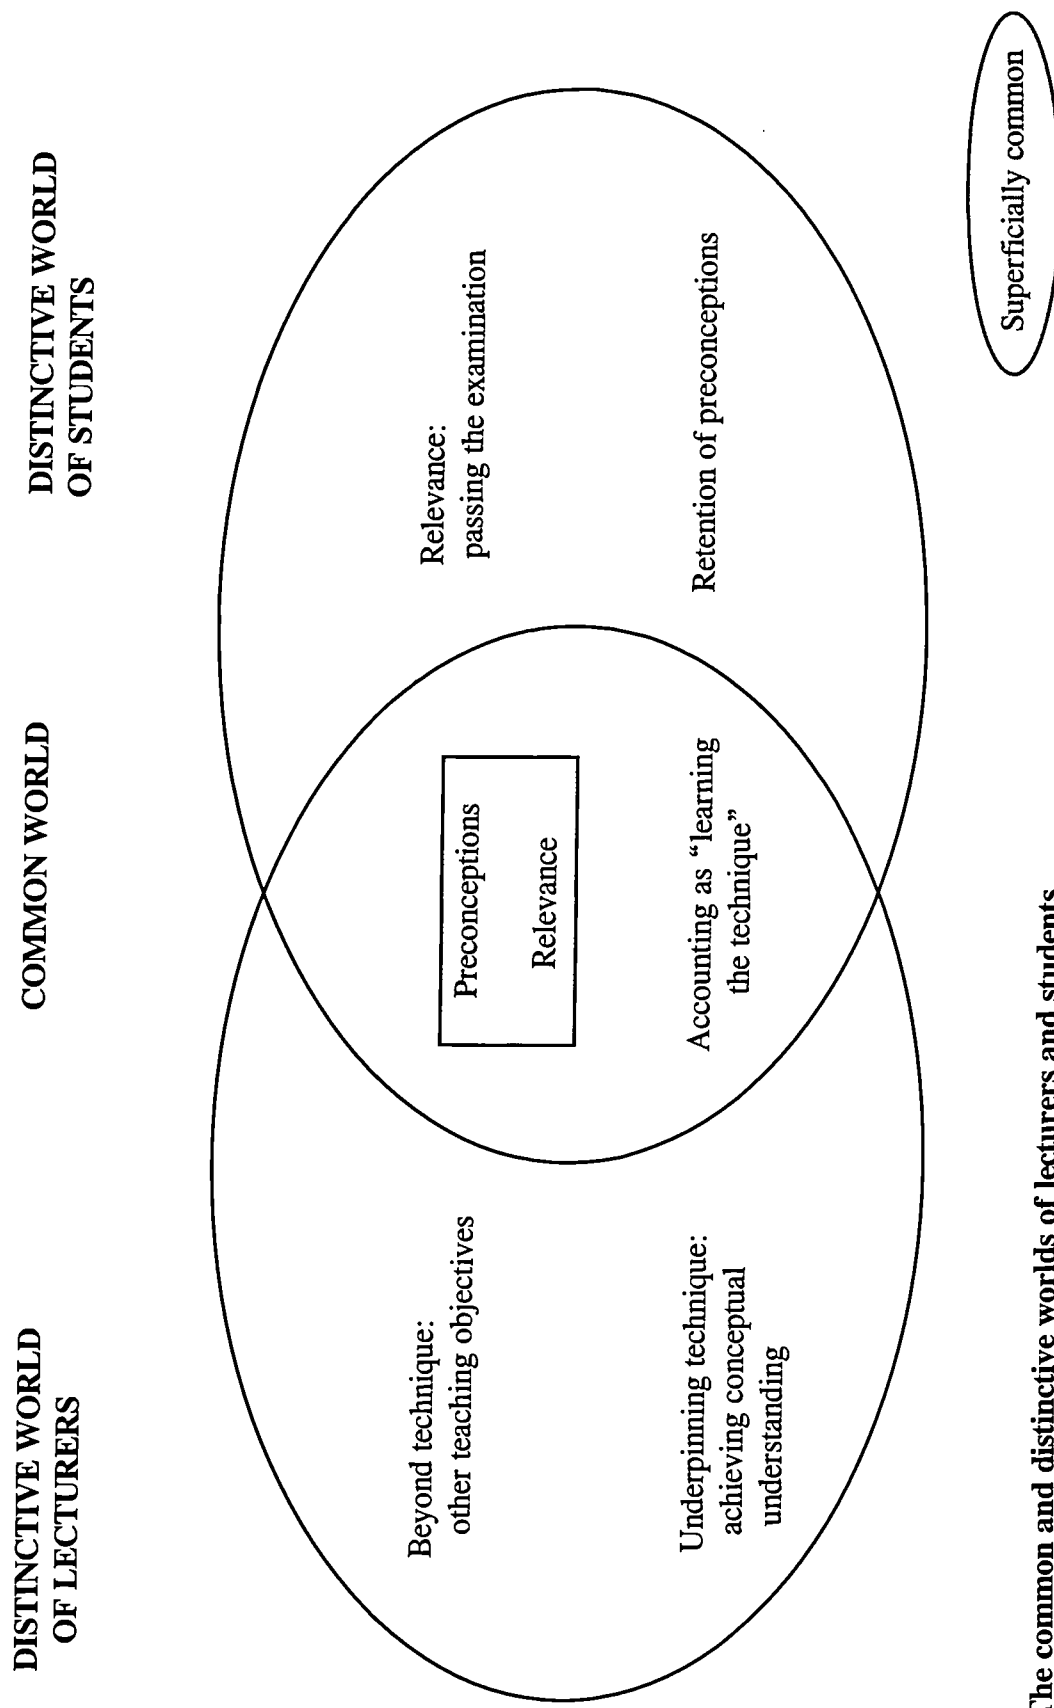 DISTINCTIVE WORLD
OF LECTURERS
COMMON WORLD
DISTINCTIVE WORLD
OF STUDENTS
Beyond technique:
other teaching objectives
Underpinning technique:
achieving conceptual
understanding
Preconceptions
Relevance
Accounting as “learning
the technique”
Relevance:
passing the examination
Retention of preconceptions
The common and distinctive worlds of lecturers and students
Superficially common